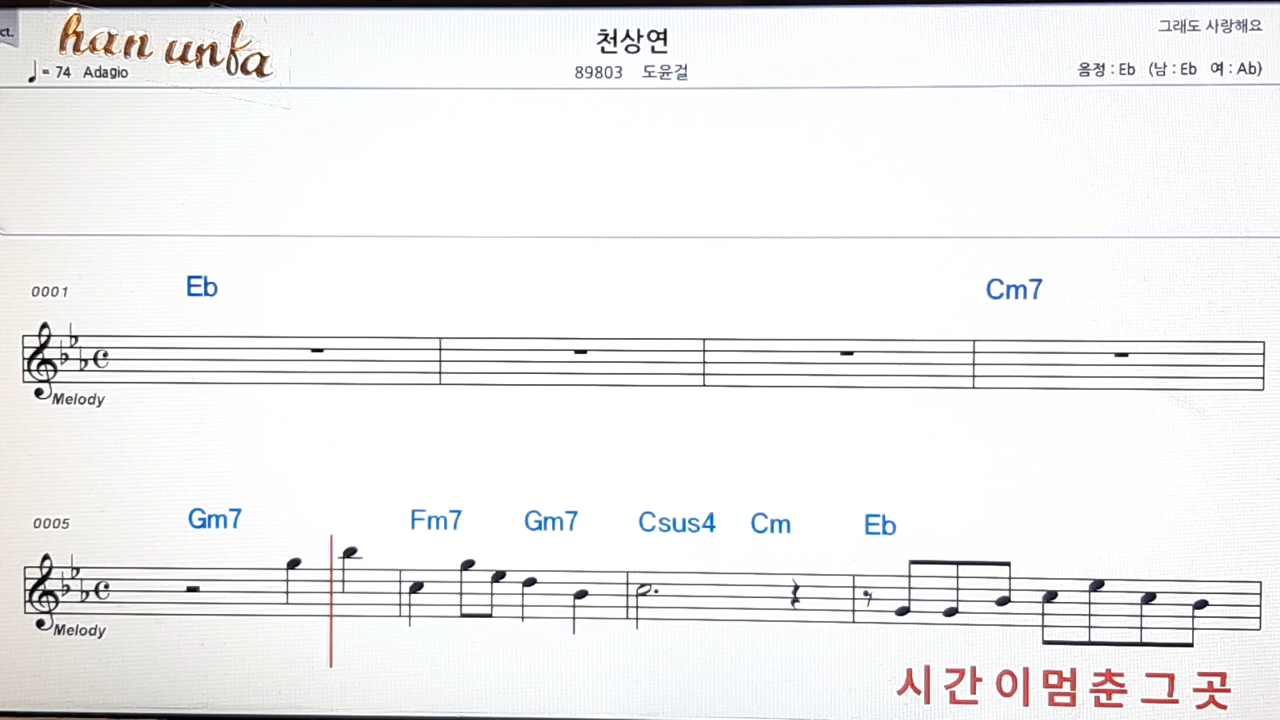 ct.
han unfa
천상연
그래도 사랑해요
♩= 74 Adagio
89803 도윤걸
음정 : Eb (남 : Eb 여 : Ab)
Eb Cm7
0001
Melody
Gm7 Fm7 Gm7 Csus4 Cm Eb
0005
Melody
시간이멈춘그곳